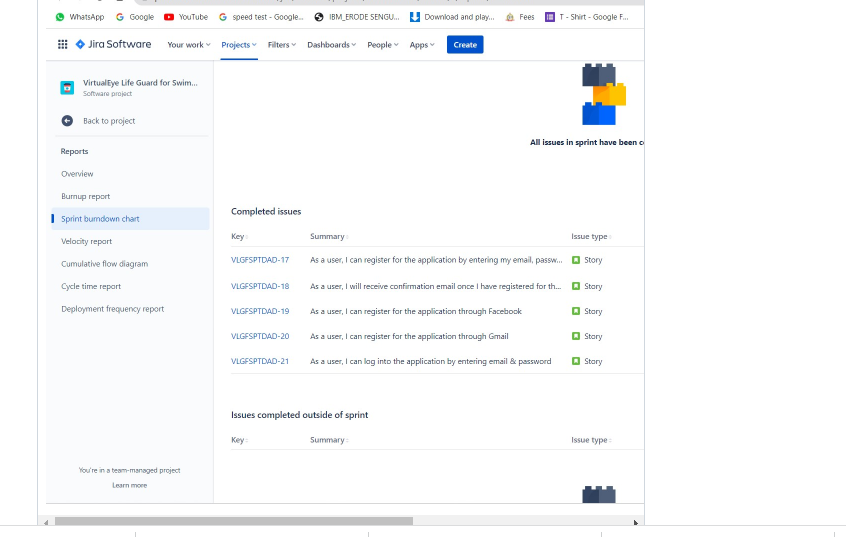 WhatsApp Google YouTube speed test - Google... IBM_ERODE SENGU... Download and play... Fees T - Shirt - Google F...
Jira Software Your work Projects Filters Dashboards People Apps Create
VirtualEye Life Guard for Swim...
Software project
Back to project
Reports
Overview
Burnup report
Sprint burndown chart
Velocity report
Cumulative flow diagram
Cycle time report
Deployment frequency report
You're in a team-managed project
Learn more
All issues in sprint have been c
Completed issues
Key Summary Issue type
VLGFSPTDAD-17 As a user, I can register for the application by entering my email, passw... Story
VLGFSPTDAD-18 As a user, I will receive confirmation email once I have registered for th... Story
VLGFSPTDAD-19 As a user, I can register for the application through Facebook Story
VLGFSPTDAD-20 As a user, I can register for the application through Gmail Story
VLGFSPTDAD-21 As a user, I can log into the application by entering email & password Story
Issues completed outside of sprint
Key Summary Issue type